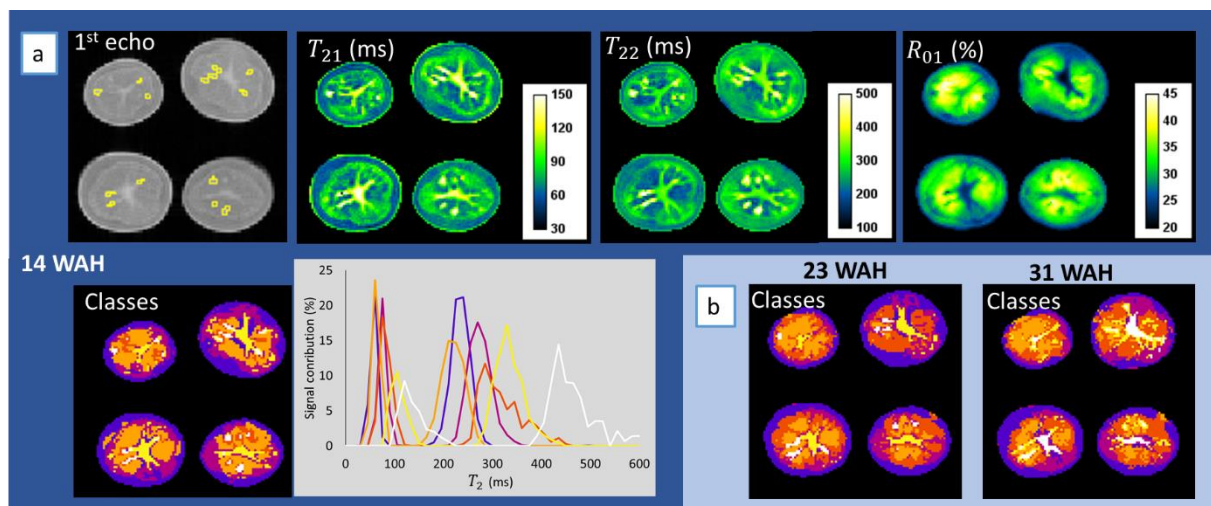 a
1st echo
T21 (ms)
150
120
90
60
30
T22 (ms)
500
400
300
200
100
R01 (%)
45
40
35
30
25
20
14 WAH
Classes
Signal conribution (%)
25
20
15
10
5
0
0 100 200 300 400 500 600
T2 (ms)
b
23 WAH
31 WAH
Classes
Classes